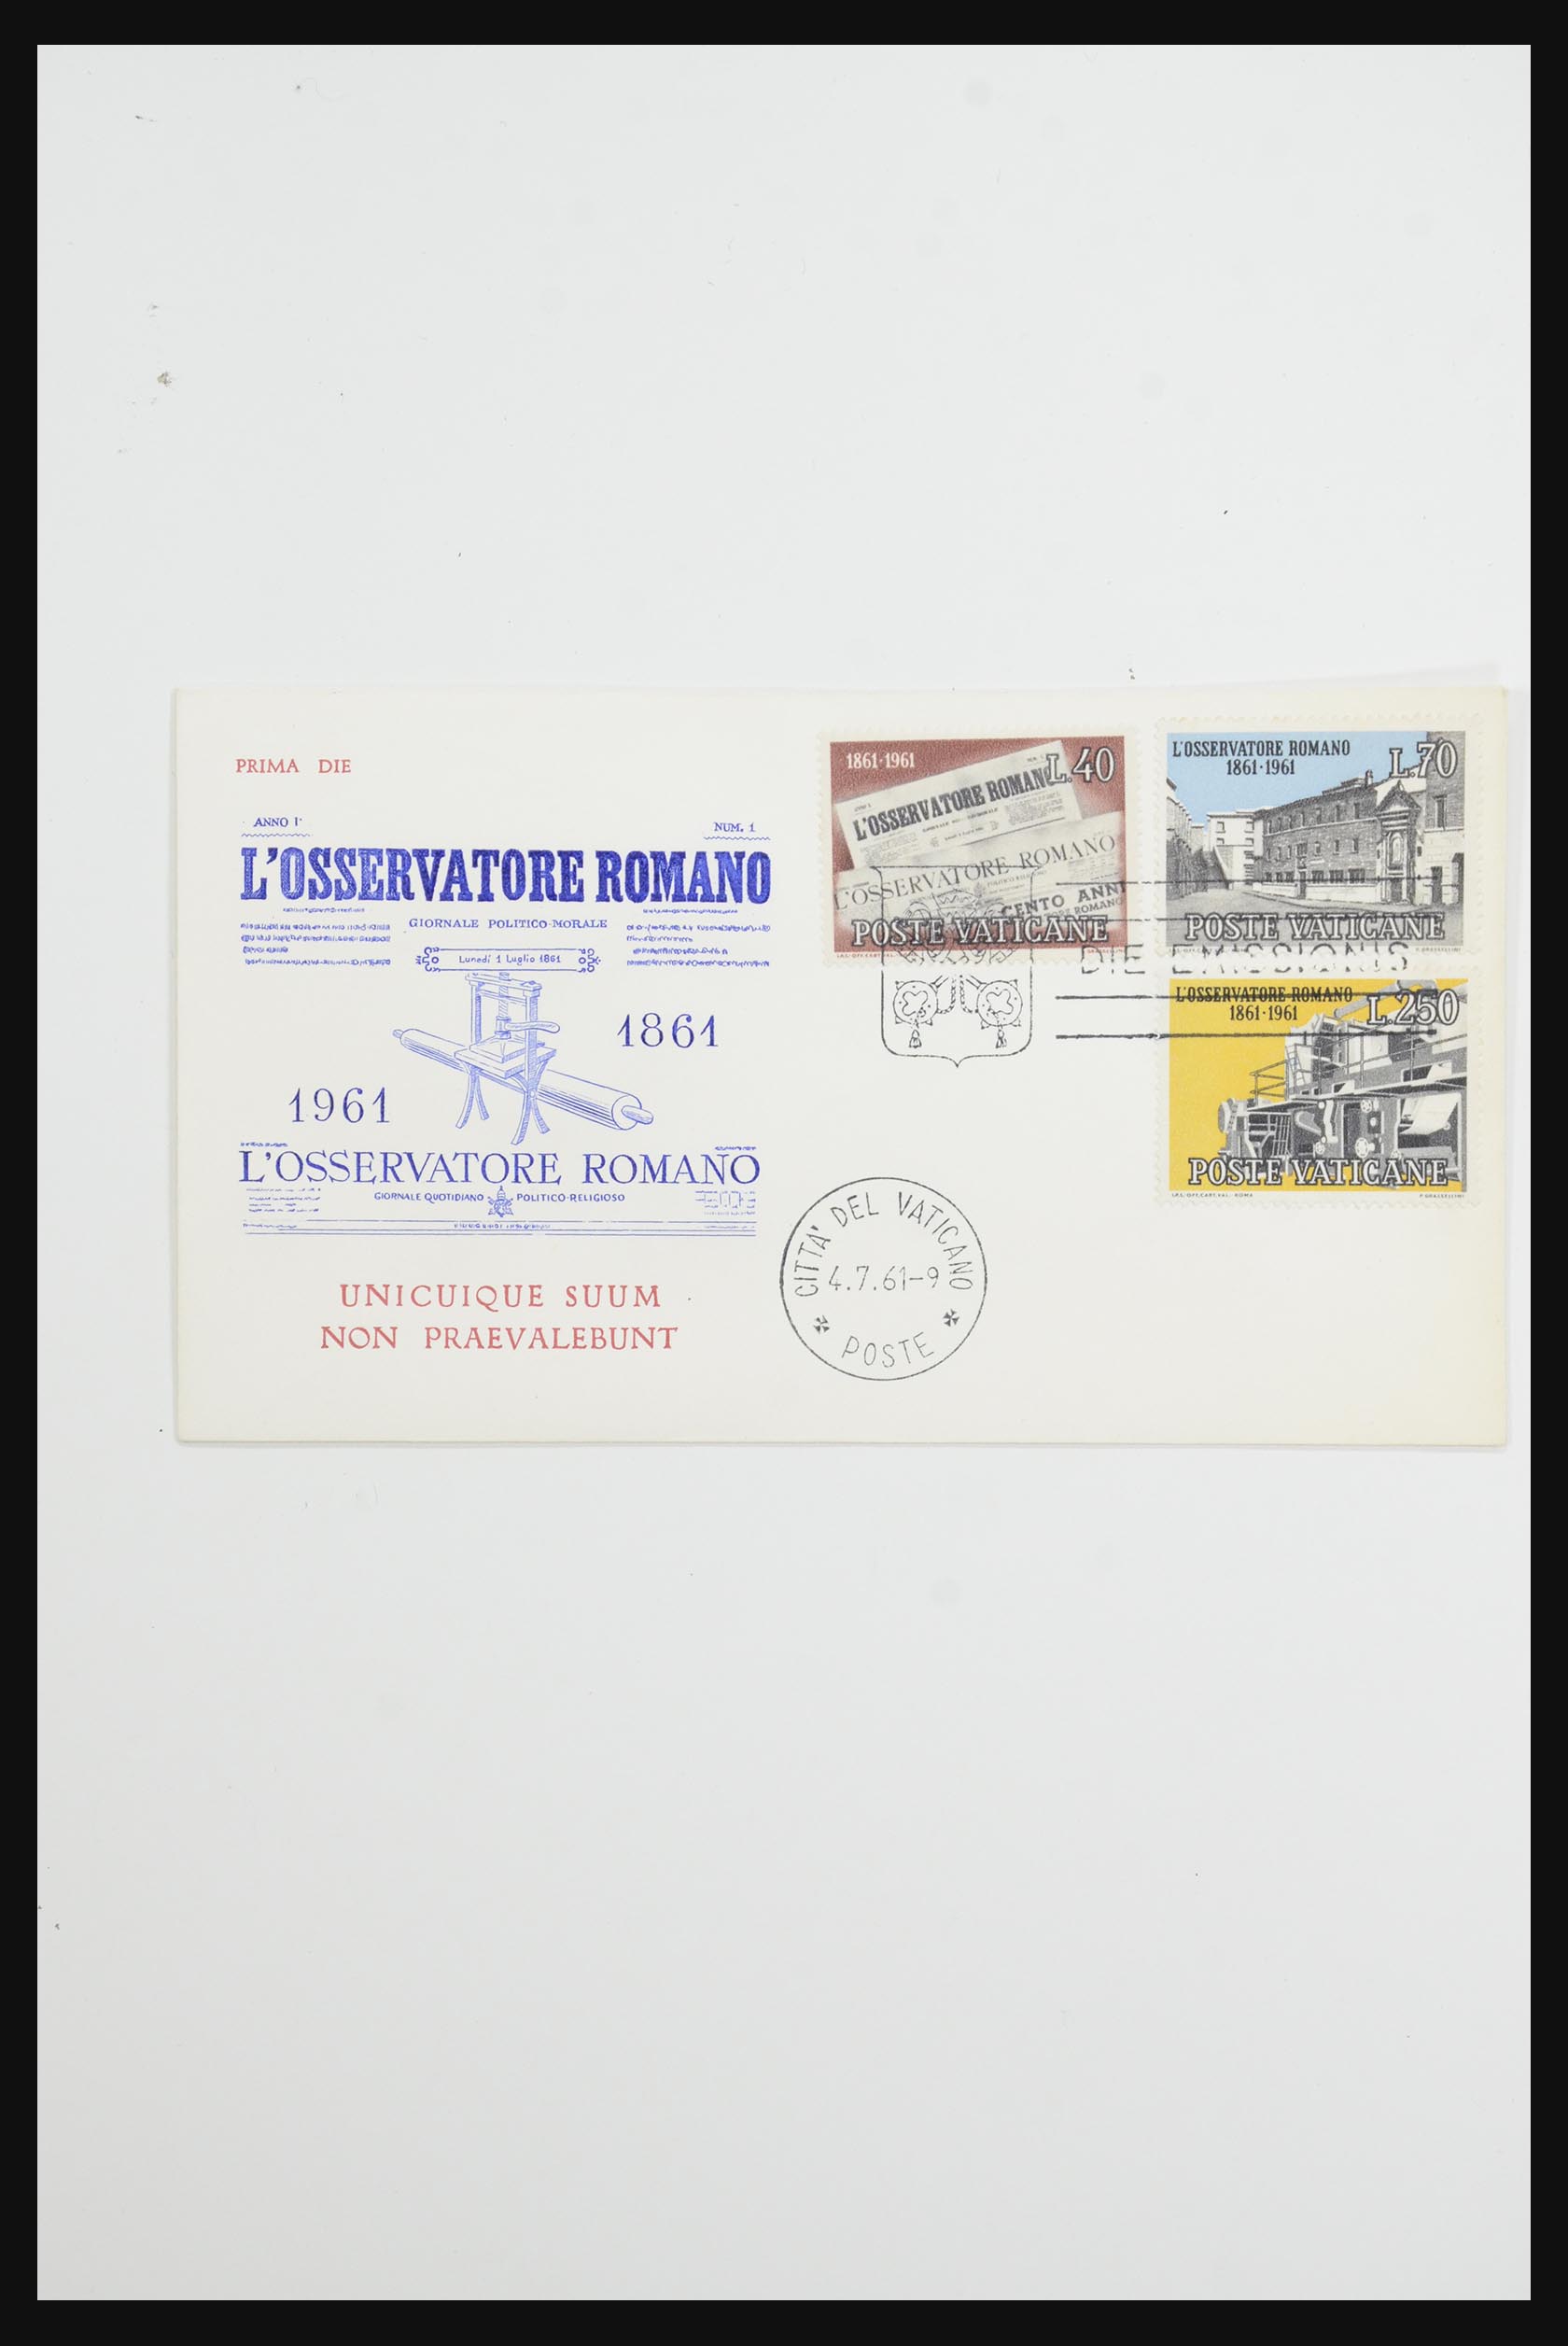 PRIMA DIE
ANNO 1°
NUM. 1
L'OSSERVATORE ROMANO
GIORNALE POLITICO-MORALE
Lunedì 1 Luglio 1861
1861
1961
L'OSSERVATORE ROMANO
GIORNALE QUOTIDIANO POLITICO-RELIGIOSO
UNICUIQUE SUUM
NON PRAEVALEBUNT
1861·1961
L.40
L'OSSERVATORE ROMANO
L'OSSERVATORE ROMANO
CENTO ANNI
POSTE VATICANE
L'OSSERVATORE ROMANO
1861·1961
L.70
POSTE VATICANE
DIE EMISSIONIS
L'OSSERVATORE ROMANO
1861·1961
L.250
POSTE VATICANE
CITTA' DEL VATICANO
4.7.61-9
POSTE